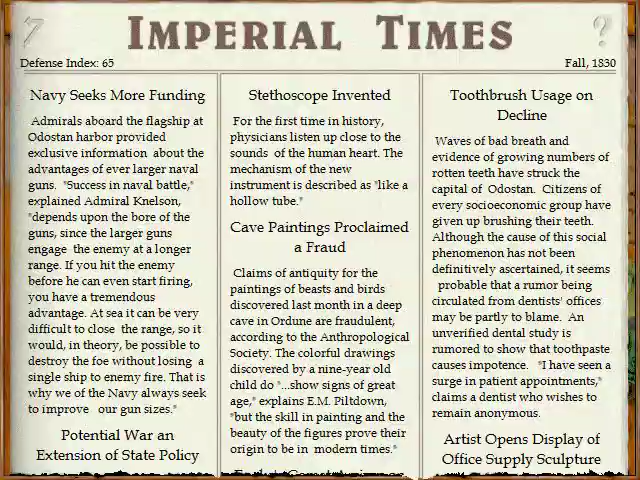 IMPERIAL TIMES
7
?
Defense Index: 65
Fall, 1830
Navy Seeks More Funding
Admirals aboard the flagship at
Odostan harbor provided
exclusive information about the
advantages of ever larger naval
guns. "Success in naval battle,"
explained Admiral Knelson,
"depends upon the bore of the
guns, since the larger guns
engage the enemy at a longer
range. If you hit the enemy
before he can even start firing,
you have a tremendous
advantage. At sea it can be very
difficult to close the range, so it
would, in theory, be possible to
destroy the foe without losing a
single ship to enemy fire. That is
why we of the Navy always seek
to improve our gun sizes."
Potential War an
Extension of State Policy
Stethoscope Invented
For the first time in history,
physicians listen up close to the
sounds of the human heart. The
mechanism of the new
instrument is described as "like a
hollow tube."
Cave Paintings Proclaimed
a Fraud
Claims of antiquity for the
paintings of beasts and birds
discovered last month in a deep
cave in Ordune are fraudulent,
according to the Anthropological
Society. The colorful drawings
discovered by a nine-year old
child do "...show signs of great
age," explains E.M. Piltdown,
"but the skill in painting and the
beauty of the figures prove their
origin to be in modern times."
Toothbrush Usage on
Decline
Waves of bad breath and
evidence of growing numbers of
rotten teeth have struck the
capital of Odostan. Citizens of
every socioeconomic group have
given up brushing their teeth.
Although the cause of this social
phenomenon has not been
definitively ascertained, it seems
probable that a rumor being
circulated from dentists' offices
may be partly to blame. An
unverified dental study is
rumored to show that toothpaste
causes impotence. "I have seen a
surge in patient appointments,"
claims a dentist who wishes to
remain anonymous.
Artist Opens Display of
Office Supply Sculpture